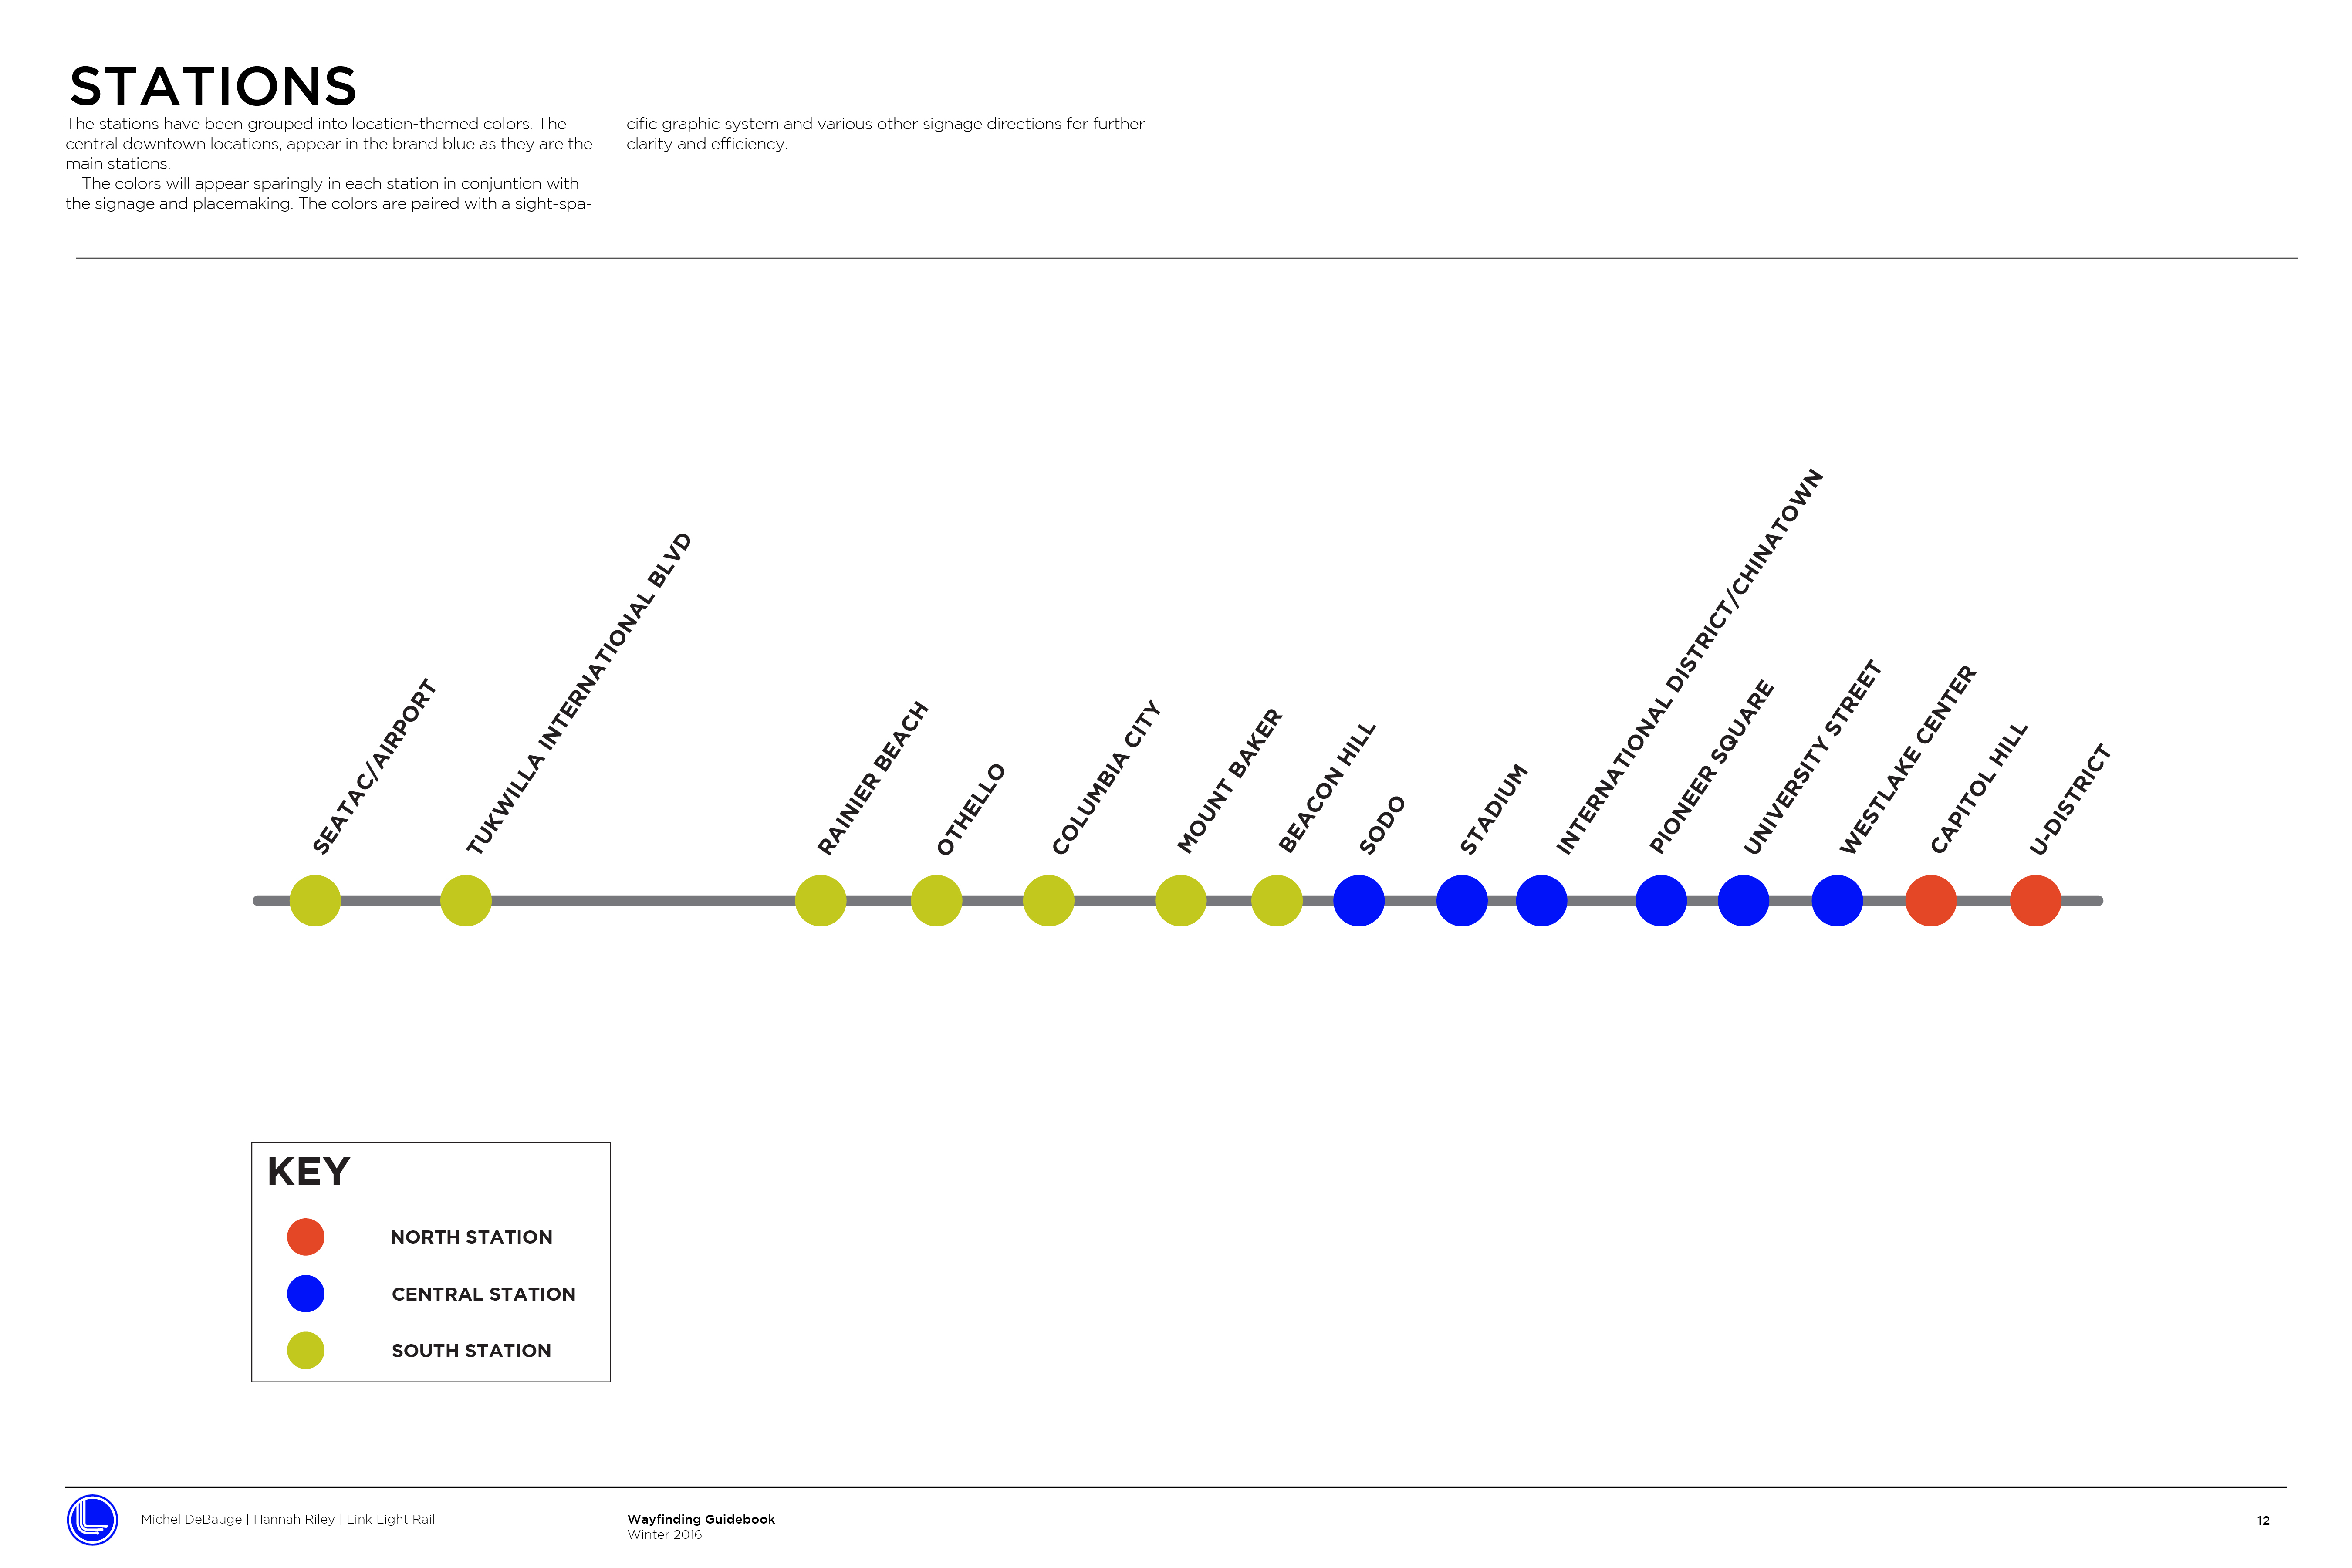 STATIONS
The stations have been grouped into location-themed colors. The
central downtown locations, appear in the brand blue as they are the
main stations.
The colors will appear sparingly in each station in conjuntion with
the signage and placemaking. The colors are paired with a sight-spa-
cific graphic system and various other signage directions for further
clarity and efficiency.
SEATAC/AIRPORT
TUKWILLA INTERNATIONAL BLVD
RAINIER BEACH
OTHELLO
COLUMBIA CITY
MOUNT BAKER
BEACON HILL
SODO
STADIUM
INTERNATIONAL DISTRICT/CHINATOWN
PIONEER SQUARE
UNIVERSITY STREET
WESTLAKE CENTER
CAPITOL HILL
U-DISTRICT
KEY
NORTH STATION
CENTRAL STATION
SOUTH STATION
Michel DeBauge | Hannah Riley | Link Light Rail
Wayfinding Guidebook
Winter 2016
12